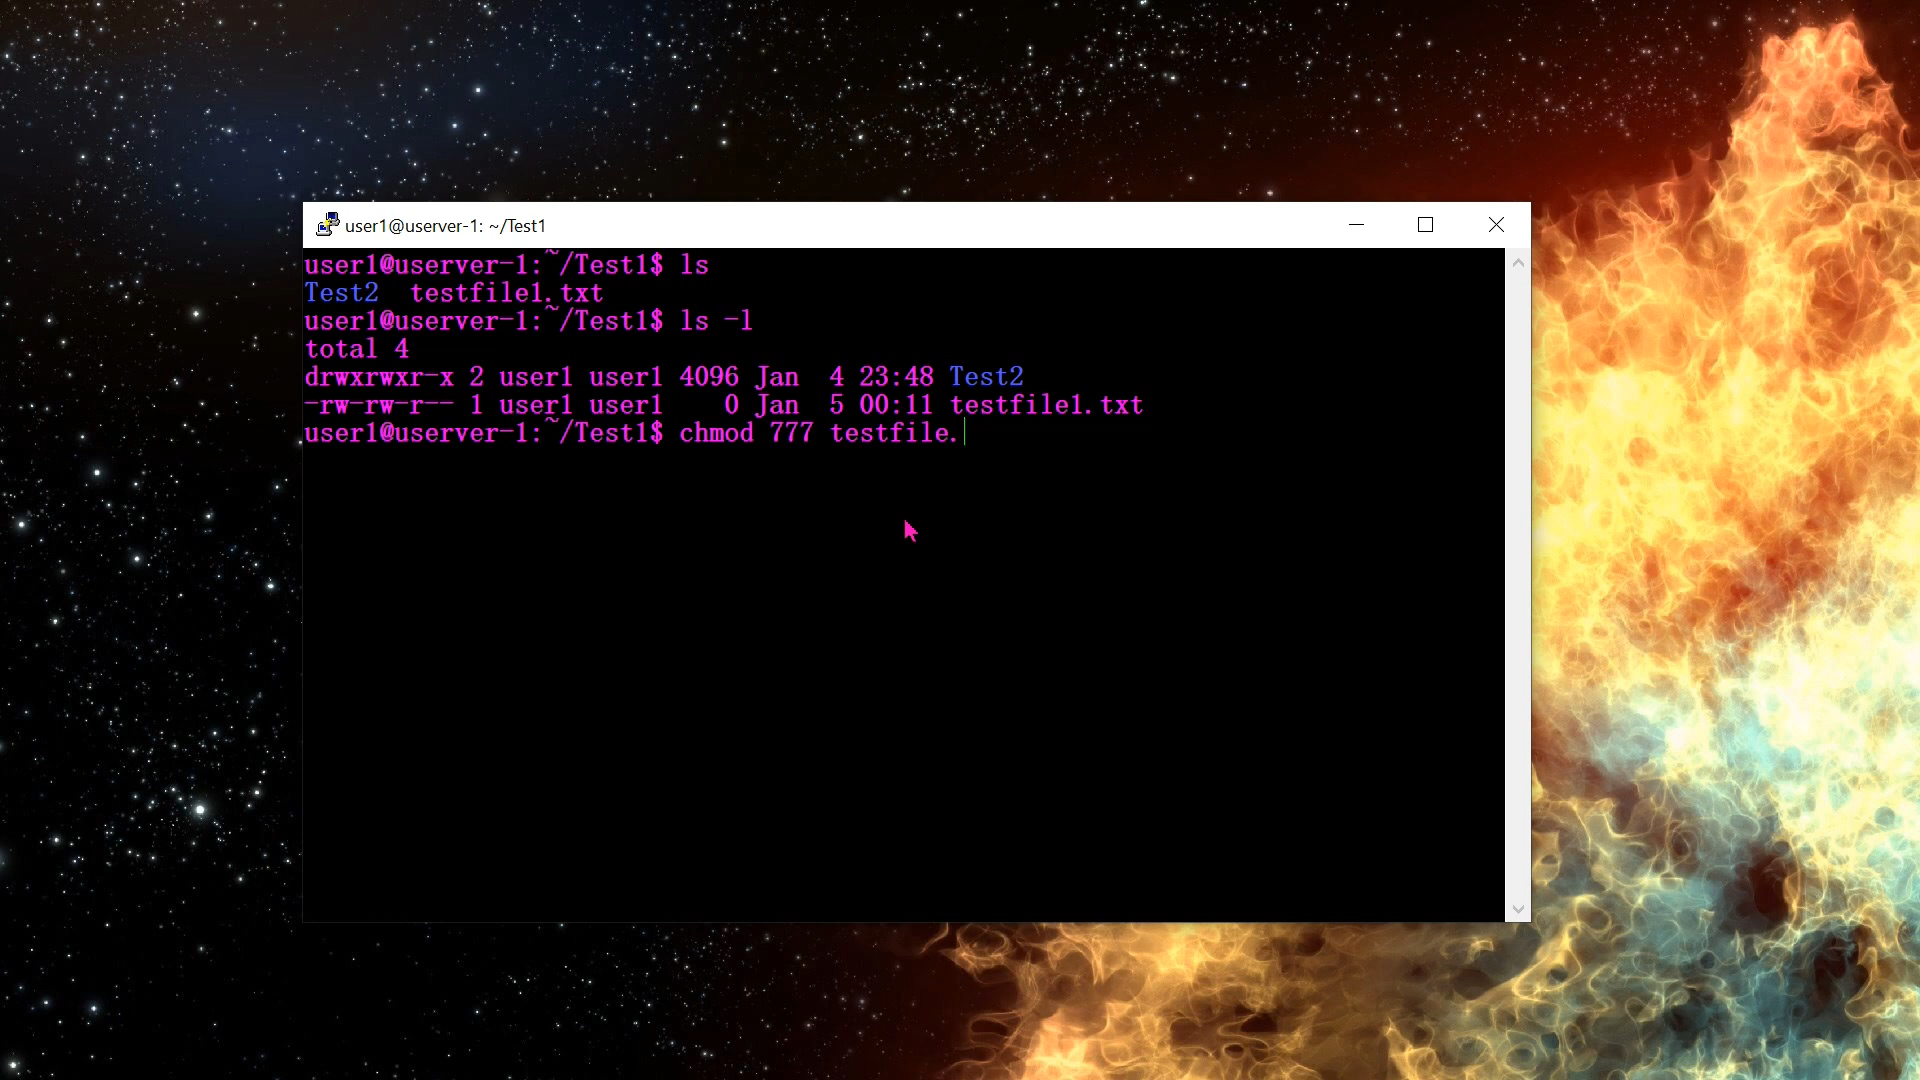 user1@userver-1: ~/Test1
user1@userver-1:~/Test1$ ls
Test2  testfile1.txt
user1@userver-1:~/Test1$ ls -l
total 4
drwxrwxr-x 2 user1 user1 4096 Jan  4 23:48 Test2
-rw-rw-r-- 1 user1 user1    0 Jan  5 00:11 testfile1.txt
user1@userver-1:~/Test1$ chmod 777 testfile.